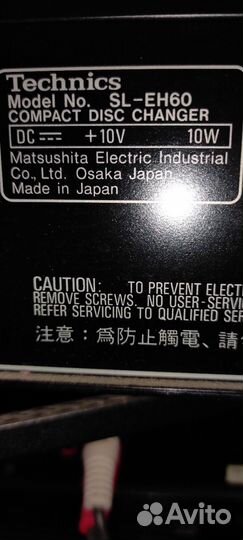 Technics
Model No. SL-EH60
COMPACT DISC CHANGER
DC ⎓ +10V 10W
Matsushita Electric Industrial
Co., Ltd. Osaka Japan
Made in Japan
CAUTION: TO PREVENT ELECT
REMOVE SCREWS. NO USER-SERVIC
REFER SERVICING TO QUALIFIED SER
注意：爲防止觸電、請
Avito